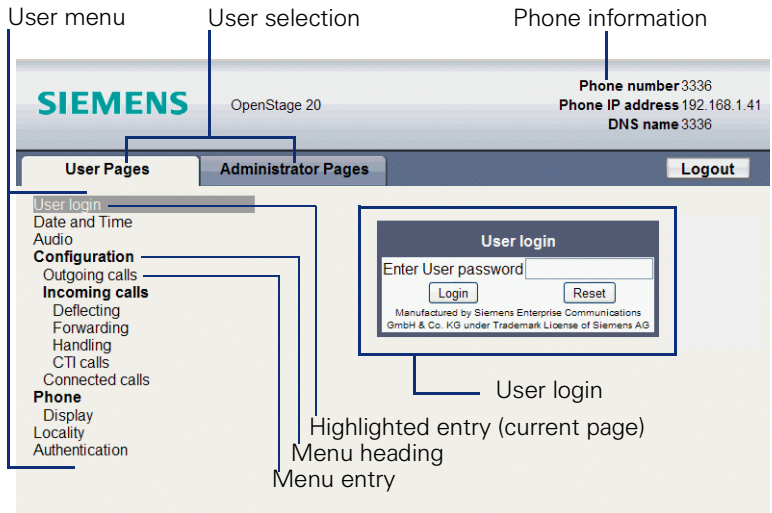 User menu
User selection
Phone information
SIEMENS
OpenStage 20
Phone number 3336
Phone IP address 192.168.1.41
DNS name 3336
User Pages
Administrator Pages
Logout
User login
Date and Time
Audio
Configuration
Outgoing calls
Incoming calls
Deflecting
Forwarding
Handling
CTI calls
Connected calls
Phone
Display
Locality
Authentication
User login
Enter User password
Login
Reset
Manufactured by Siemens Enterprise Communications
GmbH & Co. KG under Trademark License of Siemens AG
User login
Highlighted entry (current page)
Menu heading
Menu entry